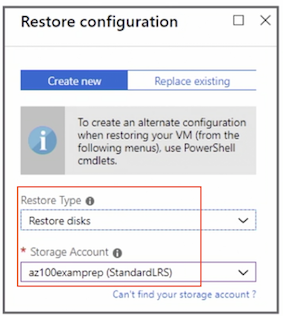 Restore configuration
Create new
Replace existing
To create an alternate configuration
when restoring your VM (from the
following menus), use PowerShell
cmdlets.
Restore Type
Restore disks
* Storage Account
az100examprep (StandardLRS)
Can't find your storage account ?